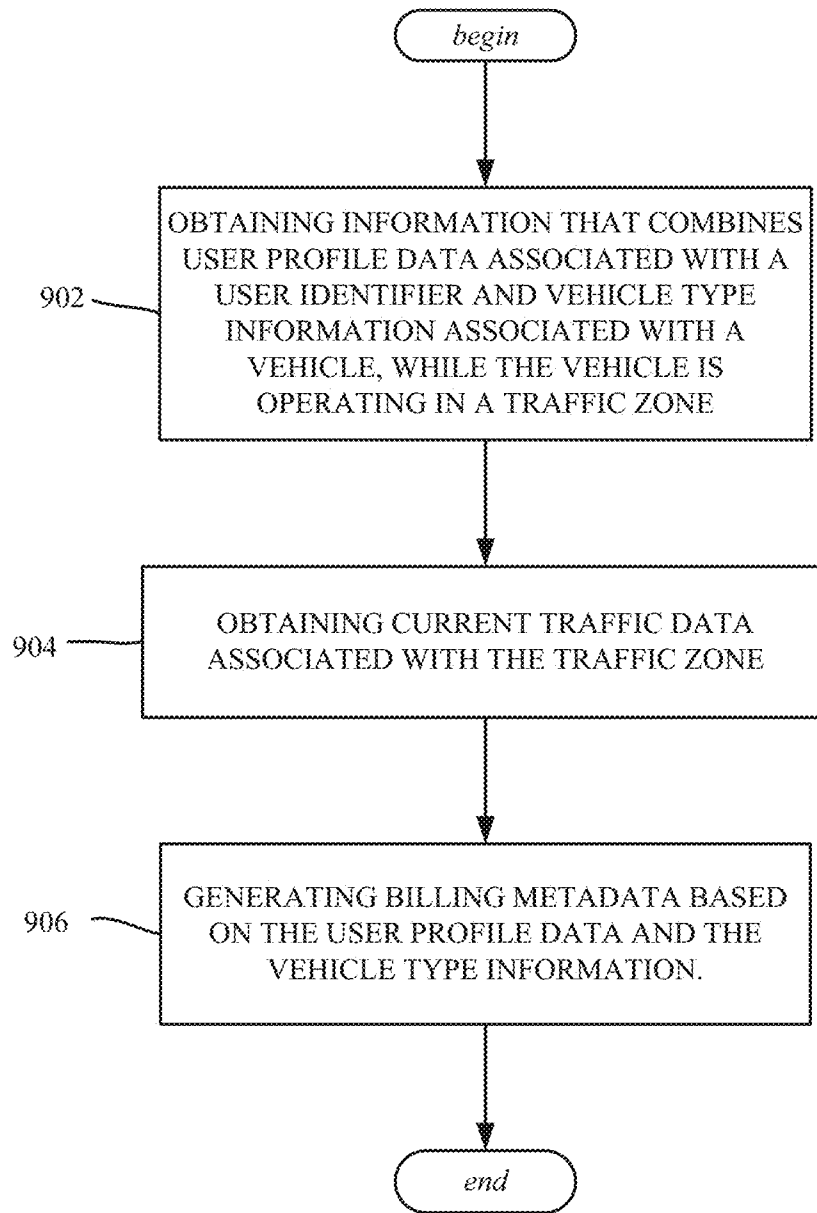 begin
OBTAINING INFORMATION THAT COMBINES
USER PROFILE DATA ASSOCIATED WITH A
USER IDENTIFIER AND VEHICLE TYPE
INFORMATION ASSOCIATED WITH A
VEHICLE, WHILE THE VEHICLE IS
OPERATING IN A TRAFFIC ZONE
902
OBTAINING CURRENT TRAFFIC DATA
ASSOCIATED WITH THE TRAFFIC ZONE
904
GENERATING BILLING METADATA BASED
ON THE USER PROFILE DATA AND THE
VEHICLE TYPE INFORMATION.
906
end